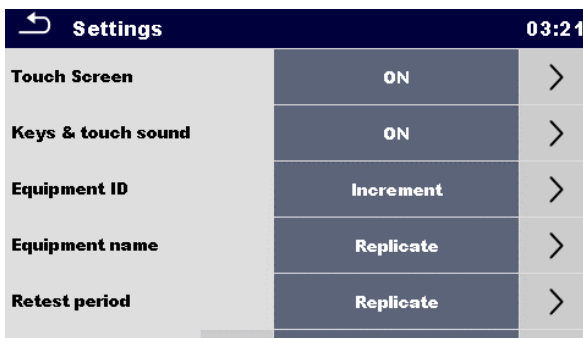 Settings 03:21
Touch Screen ON
Keys & touch sound ON
Equipment ID Increment
Equipment name Replicate
Retest period Replicate